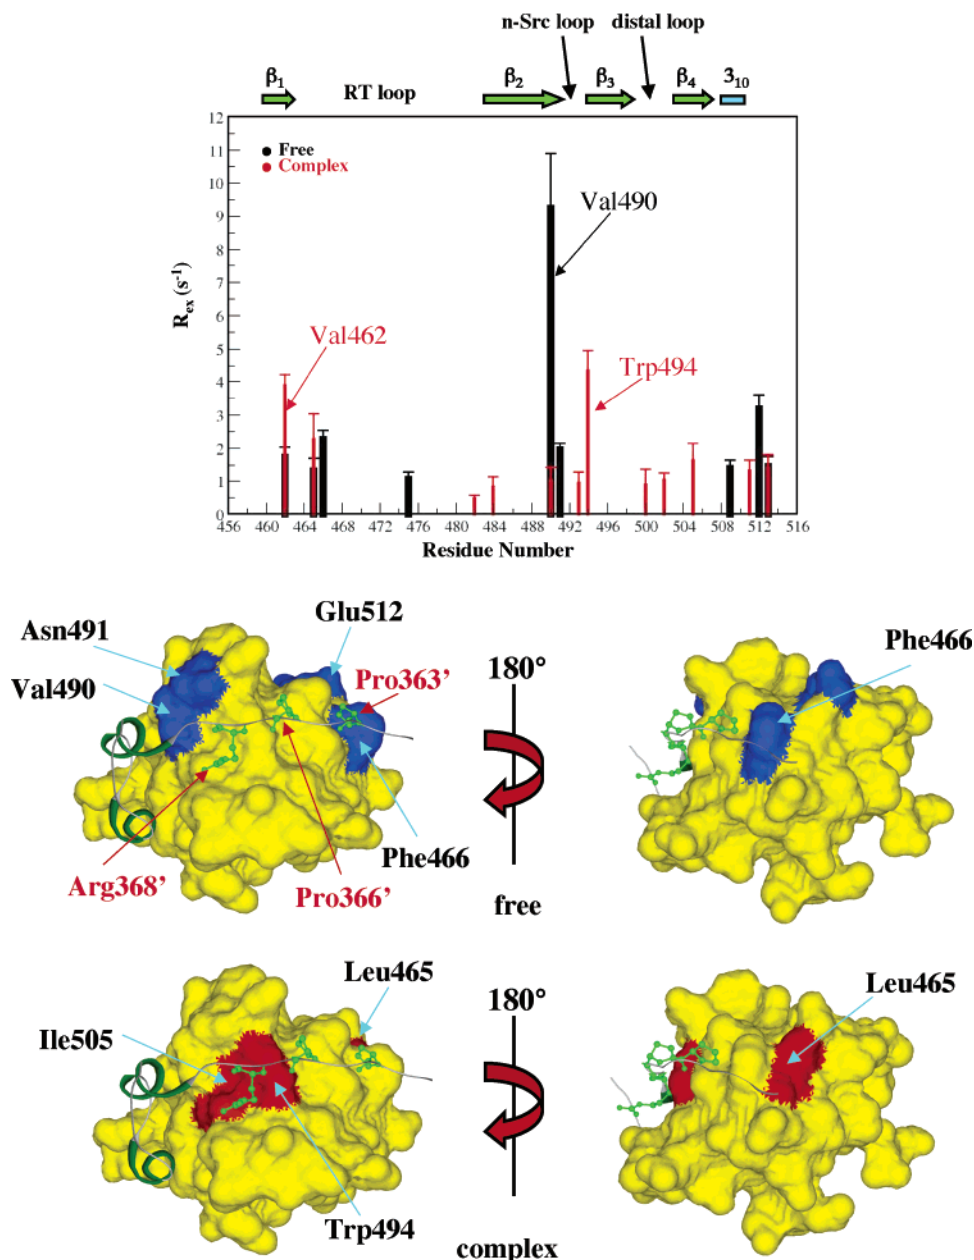 n-Src loop distal loop
β1 RT loop β2 β3 β4 310
12
11
10
9
8
7
6
5
4
3
2
1
0
Rex (s-1)
Free
Complex
Val490
Val462
Trp494
456 460 464 468 472 476 480 484 488 492 496 500 504 508 512 516
Residue Number
Asn491
Glu512
Val490
Pro363’
180°
Phe466
Phe466
Arg368’
Pro366’
free
Leu465
180°
Leu465
Ile505
Trp494
complex